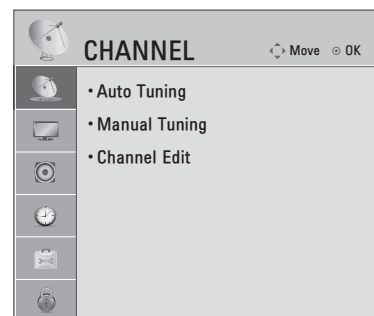 CHANNEL Move OK
• Auto Tuning
• Manual Tuning
• Channel Edit